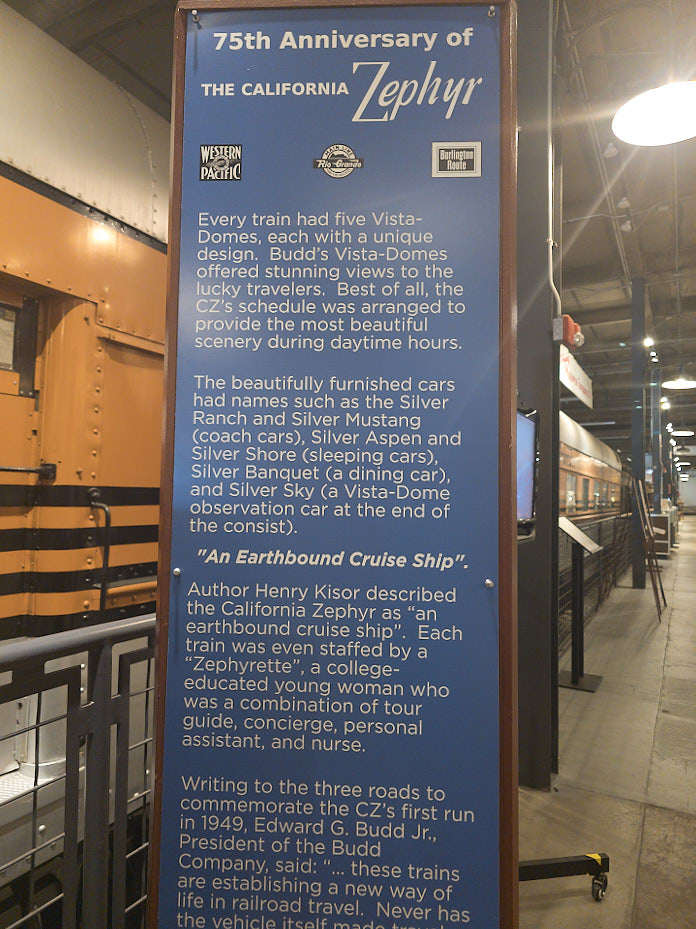 75th Anniversary of
THE CALIFORNIA Zephyr
WESTERN PACIFIC
MAIN LINE
Rio Grande
Burlington Route
Every train had five Vista-
Domes, each with a unique
design.  Budd's Vista-Domes
offered stunning views to the
lucky travelers.  Best of all, the
CZ's schedule was arranged to
provide the most beautiful
scenery during daytime hours.
The beautifully furnished cars
had names such as the Silver
Ranch and Silver Mustang
(coach cars), Silver Aspen and
Silver Shore (sleeping cars),
Silver Banquet (a dining car),
and Silver Sky (a Vista-Dome
observation car at the end of
the consist).
"An Earthbound Cruise Ship".
Author Henry Kisor described
the California Zephyr as “an
earthbound cruise ship”.  Each
train was even staffed by a
“Zephyrette”, a college-
educated young woman who
was a combination of tour
guide, concierge, personal
assistant, and nurse.
Writing to the three roads to
commemorate the CZ's first run
in 1949, Edward G. Budd Jr.,
President of the Budd
Company, said: “... these trains
are establishing a new way of
life in railroad travel.  Never has
the vehicle itself made travel